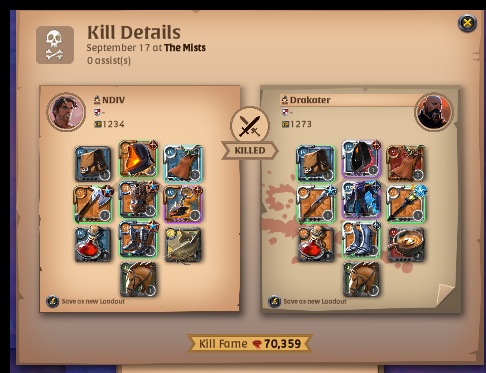 Kill Details
September 17 at The Mists
0 assist(s)
NDIV
-
1234
KILLED
Drakater
-
1273
Save as new Loadout
Save as new Loadout
Kill Fame 70,359